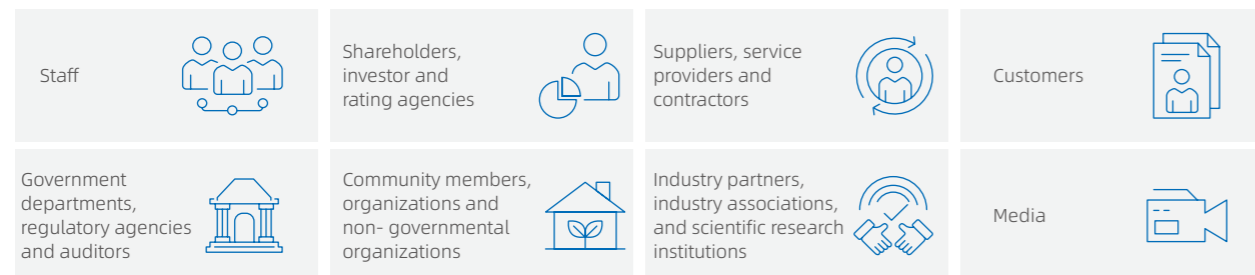 Staff
Shareholders,
investor and
rating agencies
Suppliers, service
providers and
contractors
Customers
Government
departments,
regulatory agencies
and auditors
Community members,
organizations and
non- governmental
organizations
Industry partners,
industry associations,
and scientific research
institutions
Media